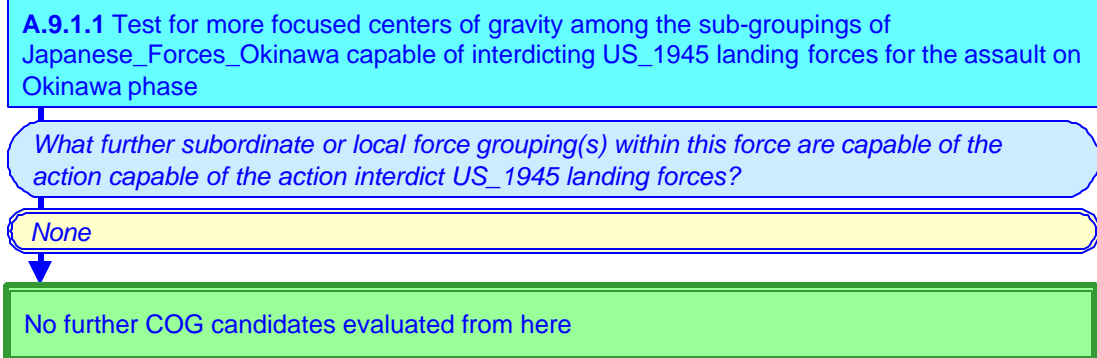 A.9.1.1 Test for more focused centers of gravity among the sub-groupings of
Japanese_Forces_Okinawa capable of interdicting US_1945 landing forces for the assault on
Okinawa phase
What further subordinate or local force grouping(s) within this force are capable of the
action capable of the action interdict US_1945 landing forces?
None
No further COG candidates evaluated from here